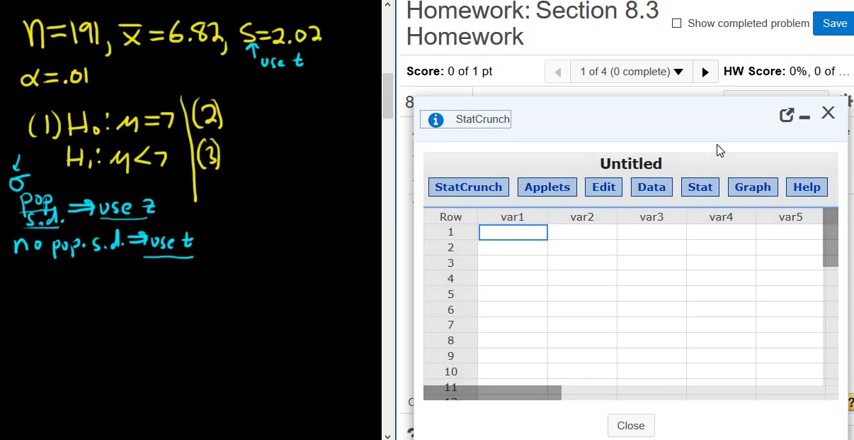 n=191, x̄=6.82, S=2.02
↑use t
α=.01
(1) H₀: μ=7 (2)
H₁: μ<7 (3)
σ
pop s.d. ⇒ use z
no pop. s.d. ⇒ use t
Homework: Section 8.3
Homework
Show completed problem
Save
Score: 0 of 1 pt
1 of 4 (0 complete)
HW Score: 0%, 0 of ...
8
StatCrunch
Untitled
StatCrunch Applets Edit Data Stat Graph Help
Row var1 var2 var3 var4 var5
1
2
3
4
5
6
7
8
9
10
11
Close
?